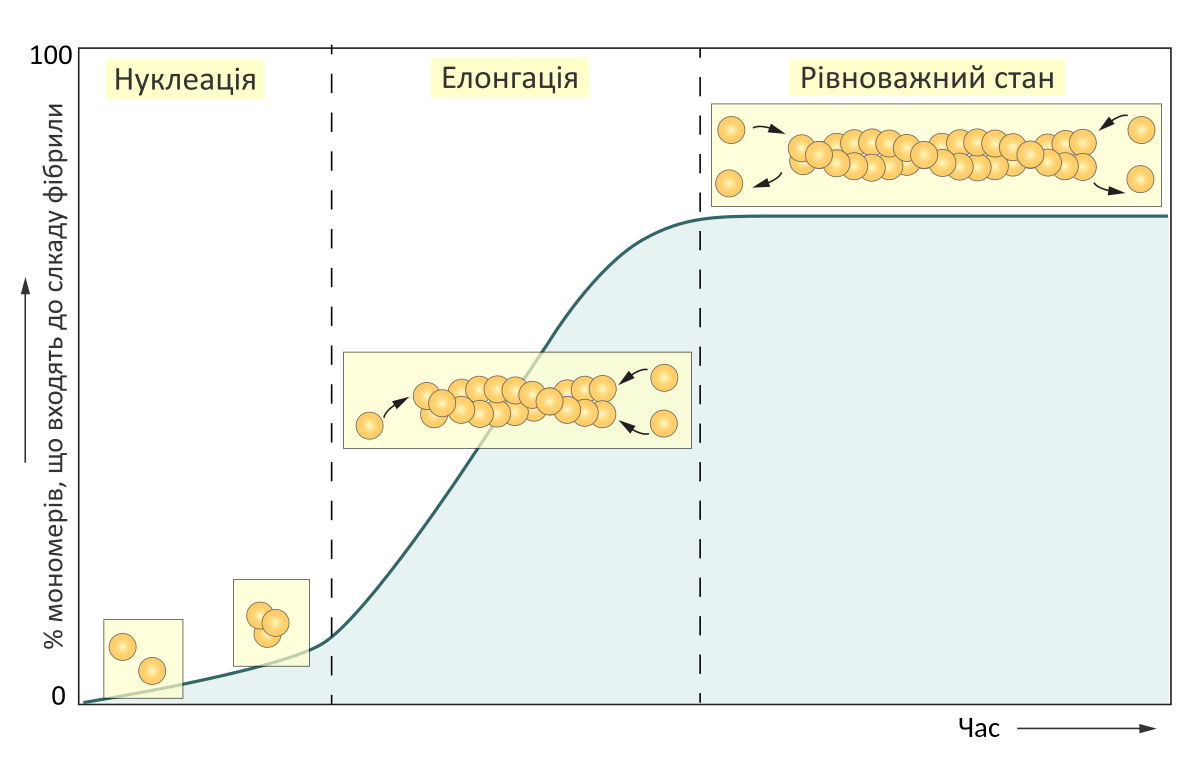 100
Нуклеація
Елонгація
Рівноважний стан
% мономерів, що входять до слкаду фібрили
0
Час